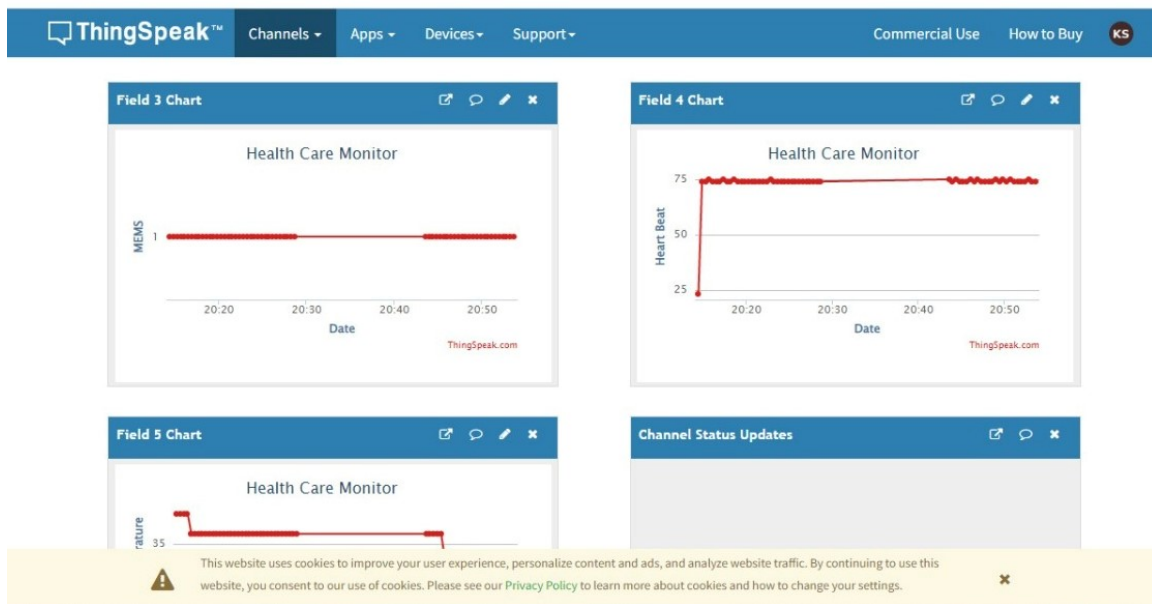 ThingSpeak™ Channels Apps Devices Support Commercial Use How to Buy KS
Field 3 Chart
Health Care Monitor
MEMS
1
20:20 20:30 20:40 20:50
Date
ThingSpeak.com
Field 4 Chart
Health Care Monitor
Heart Beat
75
50
25
20:20 20:30 20:40 20:50
Date
ThingSpeak.com
Field 5 Chart
Health Care Monitor
rature
35
Channel Status Updates
This website uses cookies to improve your user experience, personalize content and ads, and analyze website traffic. By continuing to use this
website, you consent to our use of cookies. Please see our Privacy Policy to learn more about cookies and how to change your settings.